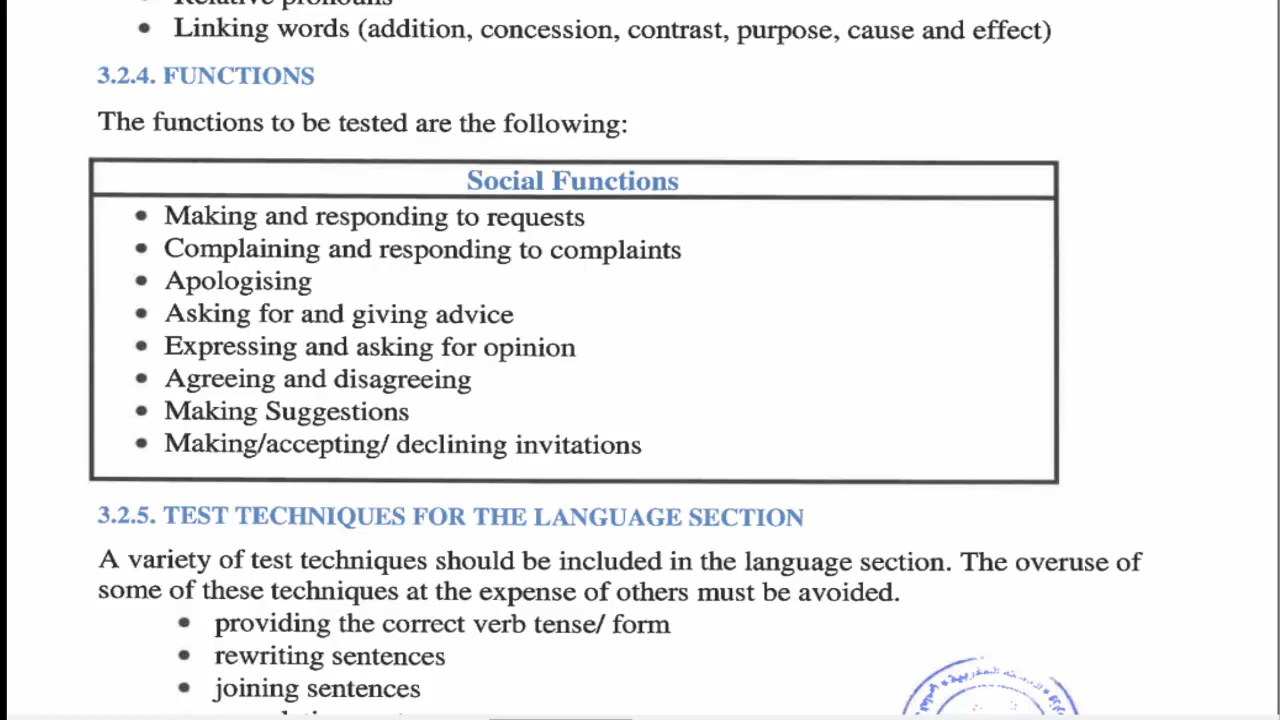 Relative pronouns
• Linking words (addition, concession, contrast, purpose, cause and effect)
3.2.4. FUNCTIONS
The functions to be tested are the following:
Social Functions
• Making and responding to requests
• Complaining and responding to complaints
• Apologising
• Asking for and giving advice
• Expressing and asking for opinion
• Agreeing and disagreeing
• Making Suggestions
• Making/accepting/ declining invitations
3.2.5. TEST TECHNIQUES FOR THE LANGUAGE SECTION
A variety of test techniques should be included in the language section. The overuse of
some of these techniques at the expense of others must be avoided.
• providing the correct verb tense/ form
• rewriting sentences
• joining sentences